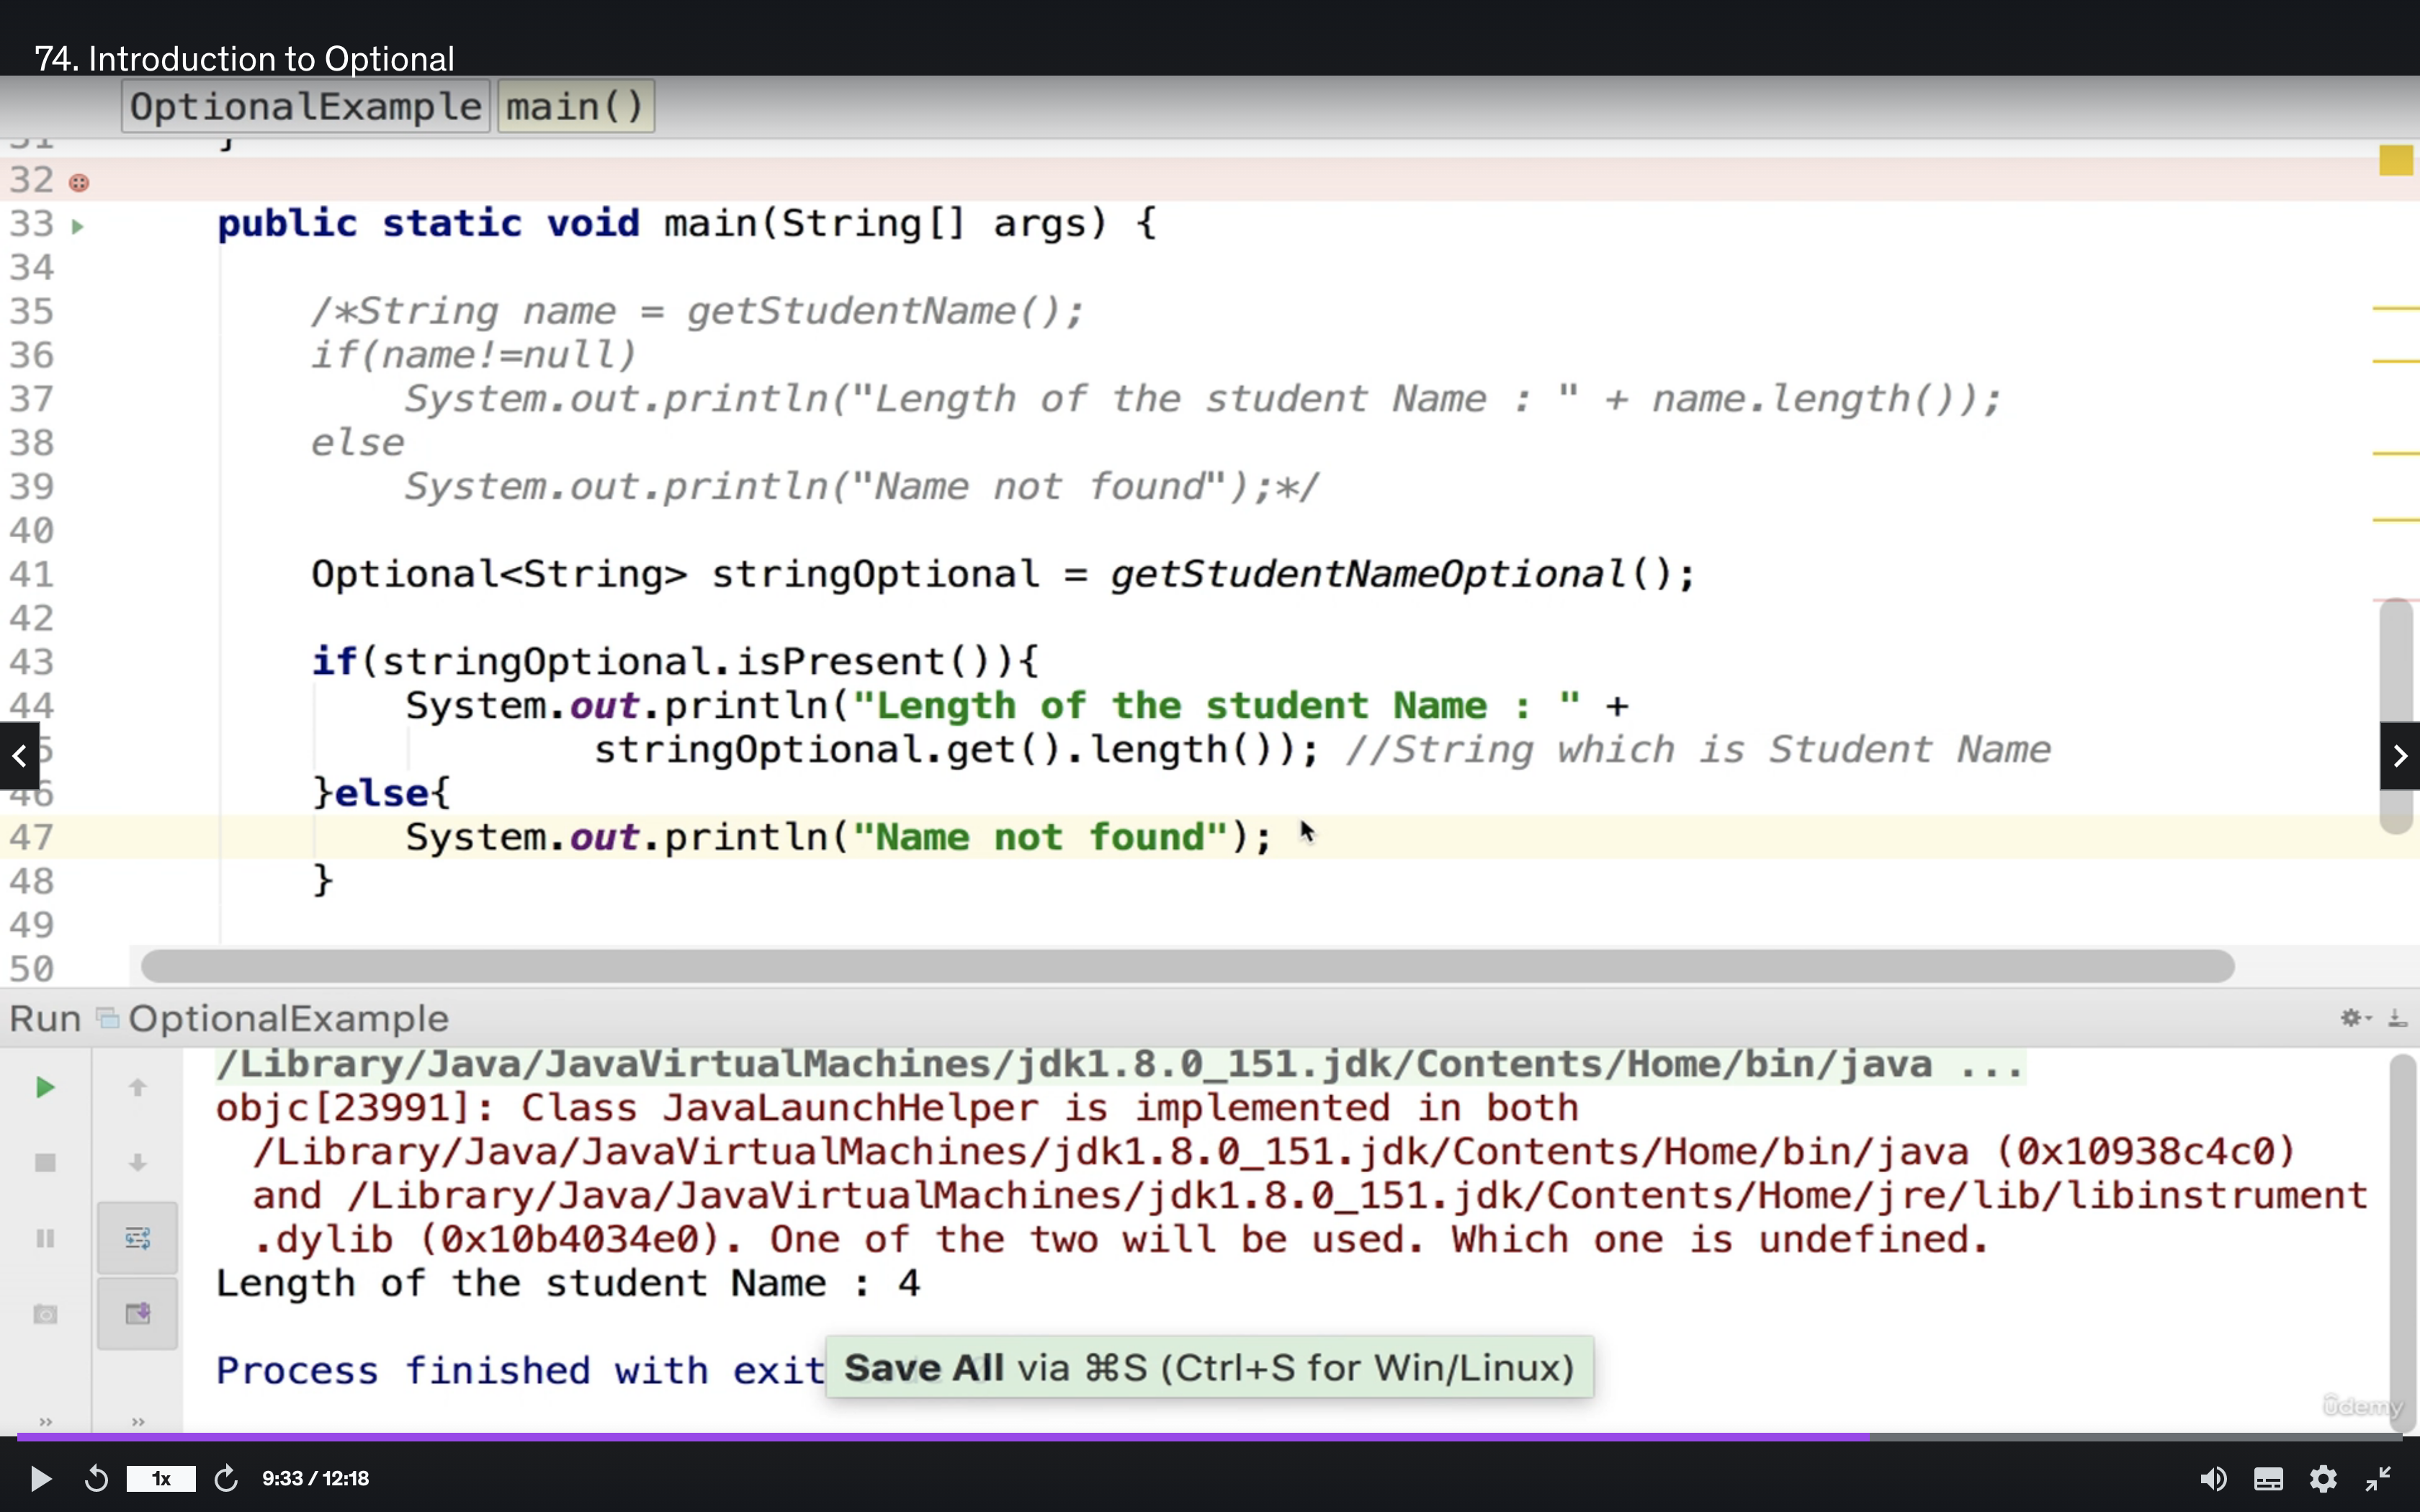 74. Introduction to Optional
OptionalExample main()
31 }
32
33 public static void main(String[] args) {
34
35 /*String name = getStudentName();
36 if(name!=null)
37 System.out.println("Length of the student Name : " + name.length());
38 else
39 System.out.println("Name not found");*/
40
41 Optional<String> stringOptional = getStudentNameOptional();
42
43 if(stringOptional.isPresent()){
44 System.out.println("Length of the student Name : " +
5 stringOptional.get().length()); //String which is Student Name
46 }else{
47 System.out.println("Name not found");
48 }
49
50
Run OptionalExample
/Library/Java/JavaVirtualMachines/jdk1.8.0_151.jdk/Contents/Home/bin/java ...
objc[23991]: Class JavaLaunchHelper is implemented in both
/Library/Java/JavaVirtualMachines/jdk1.8.0_151.jdk/Contents/Home/bin/java (0x10938c4c0)
and /Library/Java/JavaVirtualMachines/jdk1.8.0_151.jdk/Contents/Home/jre/lib/libinstrument
.dylib (0x10b4034e0). One of the two will be used. Which one is undefined.
Length of the student Name : 4
Process finished with exit
Save All via ⌘S (Ctrl+S for Win/Linux)
ûdemy
1x 9:33 / 12:18